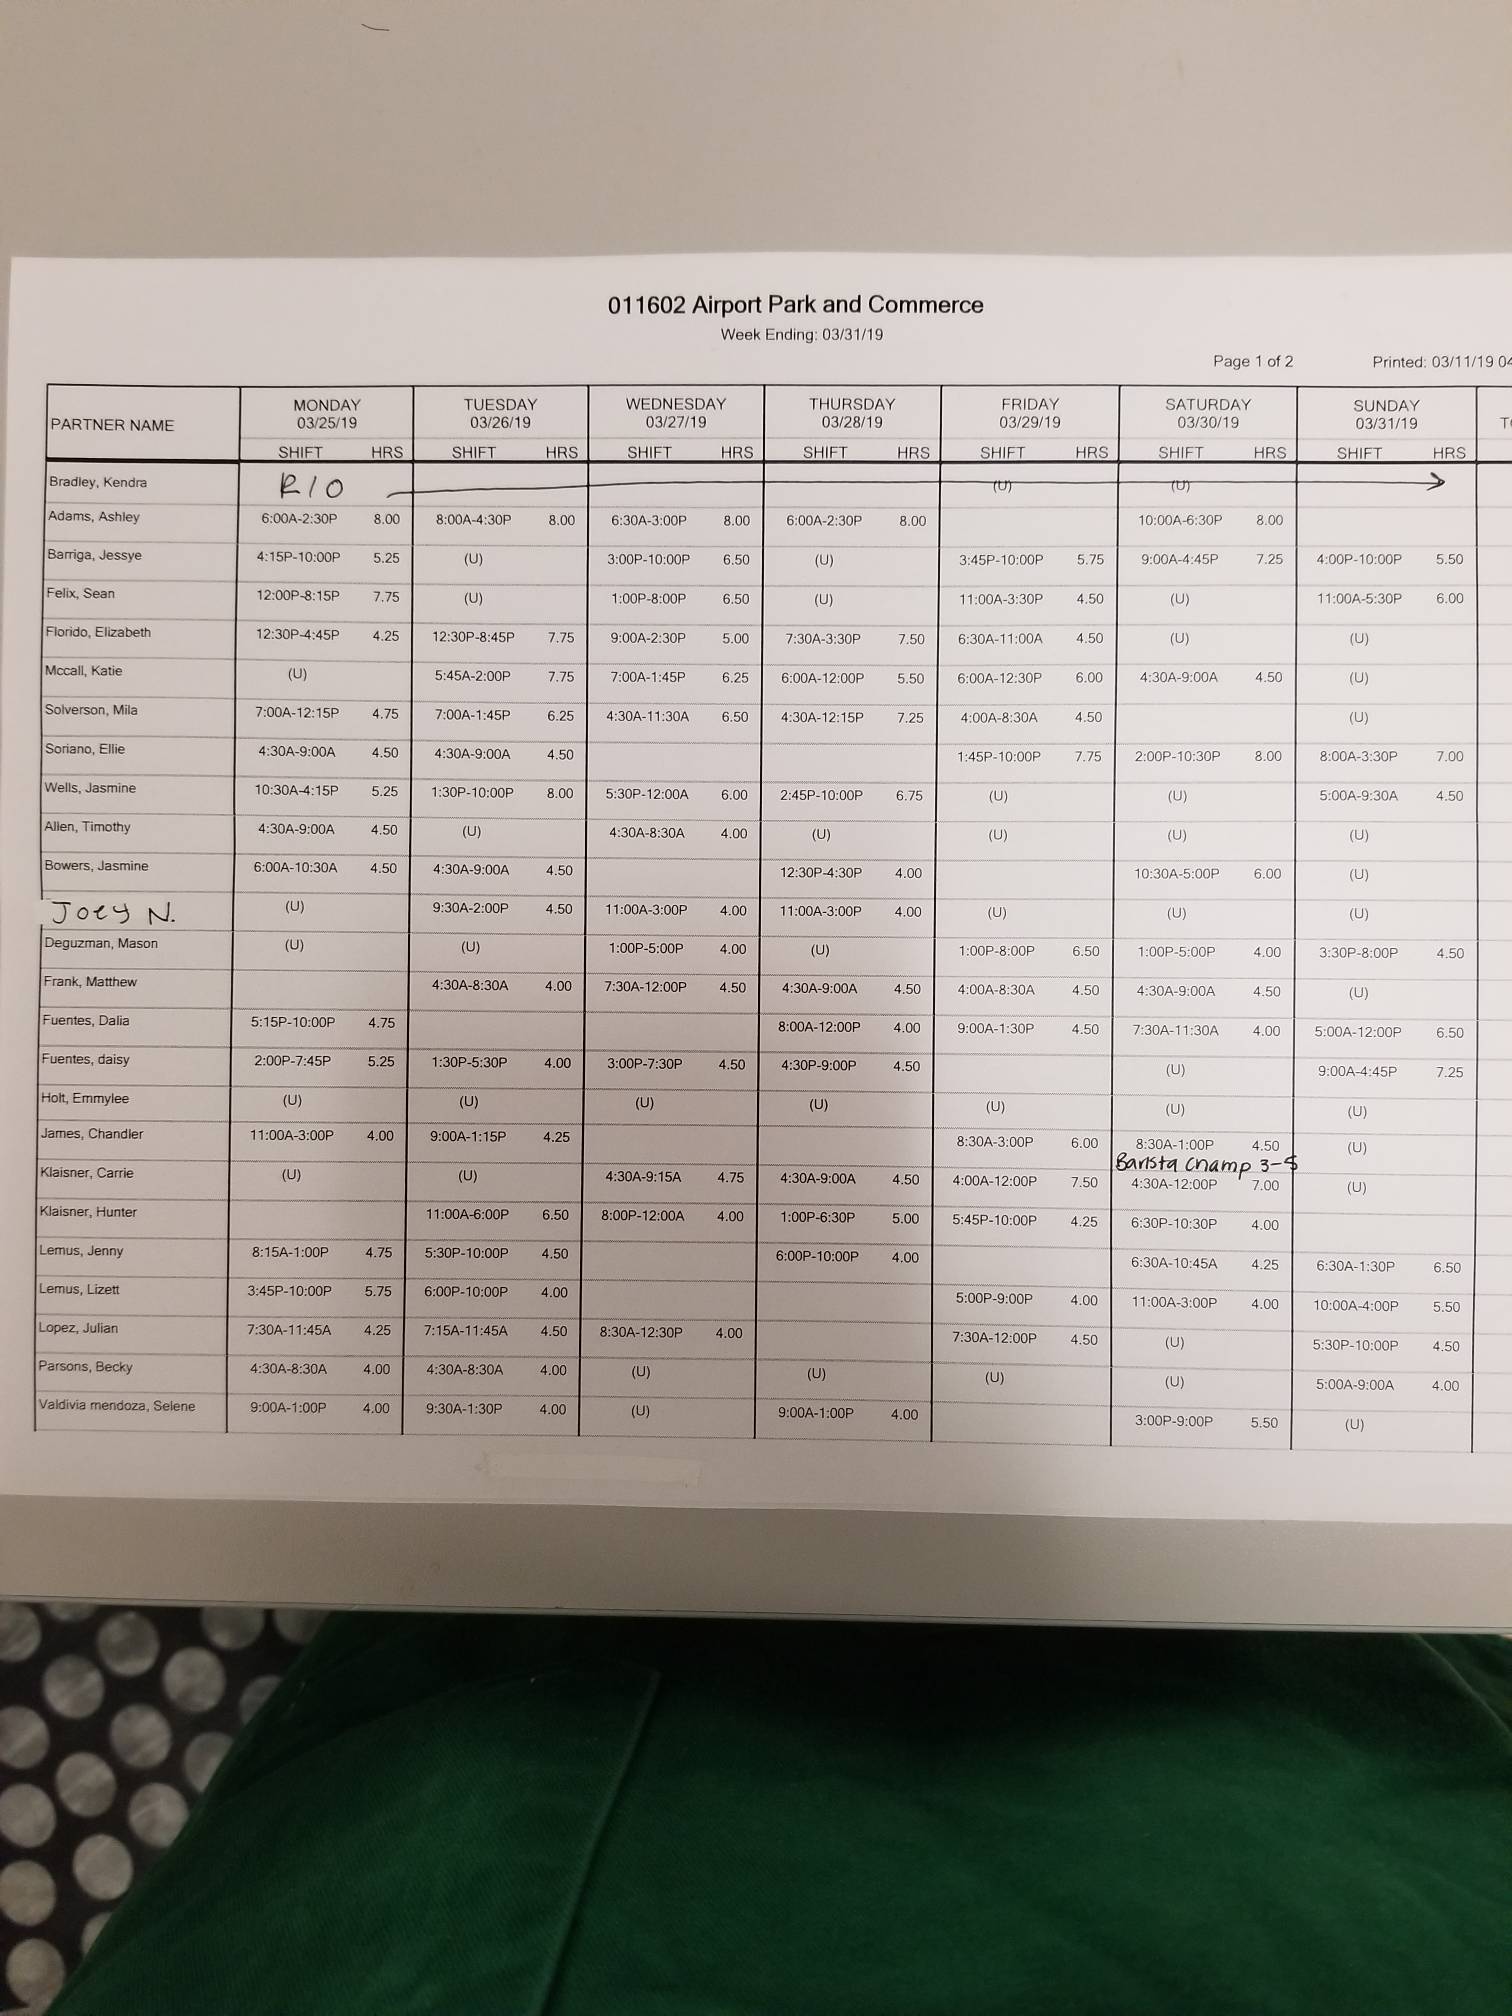 011602 Airport Park and Commerce
Week Ending: 03/31/19
Page 1 of 2 Printed: 03/11/19 04
PARTNER NAME MONDAY TUESDAY WEDNESDAY THURSDAY FRIDAY SATURDAY SUNDAY
03/25/19 03/26/19 03/27/19 03/28/19 03/29/19 03/30/19 03/31/19
SHIFT HRS SHIFT HRS SHIFT HRS SHIFT HRS SHIFT HRS SHIFT HRS SHIFT HRS
Bradley, Kendra R/O (U) (U)
Adams, Ashley 6:00A-2:30P 8.00 8:00A-4:30P 8.00 6:30A-3:00P 8.00 6:00A-2:30P 8.00 10:00A-6:30P 8.00
Barriga, Jessye 4:15P-10:00P 5.25 (U) 3:00P-10:00P 6.50 (U) 3:45P-10:00P 5.75 9:00A-4:45P 7.25 4:00P-10:00P 5.50
Felix, Sean 12:00P-8:15P 7.75 (U) 1:00P-8:00P 6.50 (U) 11:00A-3:30P 4.50 (U) 11:00A-5:30P 6.00
Florido, Elizabeth 12:30P-4:45P 4.25 12:30P-8:45P 7.75 9:00A-2:30P 5.00 7:30A-3:30P 7.50 6:30A-11:00A 4.50 (U) (U)
Mccall, Katie (U) 5:45A-2:00P 7.75 7:00A-1:45P 6.25 6:00A-12:00P 5.50 6:00A-12:30P 6.00 4:30A-9:00A 4.50 (U)
Solverson, Mila 7:00A-12:15P 4.75 7:00A-1:45P 6.25 4:30A-11:30A 6.50 4:30A-12:15P 7.25 4:00A-8:30A 4.50 (U)
Soriano, Ellie 4:30A-9:00A 4.50 4:30A-9:00A 4.50 1:45P-10:00P 7.75 2:00P-10:30P 8.00 8:00A-3:30P 7.00
Wells, Jasmine 10:30A-4:15P 5.25 1:30P-10:00P 8.00 5:30P-12:00A 6.00 2:45P-10:00P 6.75 (U) (U) 5:00A-9:30A 4.50
Allen, Timothy 4:30A-9:00A 4.50 (U) 4:30A-8:30A 4.00 (U) (U) (U) (U)
Bowers, Jasmine 6:00A-10:30A 4.50 4:30A-9:00A 4.50 12:30P-4:30P 4.00 10:30A-5:00P 6.00 (U)
Joey N. (U) 9:30A-2:00P 4.50 11:00A-3:00P 4.00 11:00A-3:00P 4.00 (U) (U) (U)
Deguzman, Mason (U) (U) 1:00P-5:00P 4.00 (U) 1:00P-8:00P 6.50 1:00P-5:00P 4.00 3:30P-8:00P 4.50
Frank, Matthew 4:30A-8:30A 4.00 7:30A-12:00P 4.50 4:30A-9:00A 4.50 4:00A-8:30A 4.50 4:30A-9:00A 4.50 (U)
Fuentes, Dalia 5:15P-10:00P 4.75 8:00A-12:00P 4.00 9:00A-1:30P 4.50 7:30A-11:30A 4.00 5:00A-12:00P 6.50
Fuentes, daisy 2:00P-7:45P 5.25 1:30P-5:30P 4.00 3:00P-7:30P 4.50 4:30P-9:00P 4.50 (U) 9:00A-4:45P 7.25
Holt, Emmylee (U) (U) (U) (U) (U) (U) (U)
James, Chandler 11:00A-3:00P 4.00 9:00A-1:15P 4.25 8:30A-3:00P 6.00 8:30A-1:00P 4.50 (U)
Barista Champ 3-5
Klaisner, Carrie (U) (U) 4:30A-9:15A 4.75 4:30A-9:00A 4.50 4:00A-12:00P 7.50 4:30A-12:00P 7.00 (U)
Klaisner, Hunter 11:00A-6:00P 6.50 8:00P-12:00A 4.00 1:00P-6:30P 5.00 5:45P-10:00P 4.25 6:30P-10:30P 4.00
Lemus, Jenny 8:15A-1:00P 4.75 5:30P-10:00P 4.50 6:00P-10:00P 4.00 6:30A-10:45A 4.25 6:30A-1:30P 6.50
Lemus, Lizett 3:45P-10:00P 5.75 6:00P-10:00P 4.00 5:00P-9:00P 4.00 11:00A-3:00P 4.00 10:00A-4:00P 5.50
Lopez, Julian 7:30A-11:45A 4.25 7:15A-11:45A 4.50 8:30A-12:30P 4.00 7:30A-12:00P 4.50 (U) 5:30P-10:00P 4.50
Parsons, Becky 4:30A-8:30A 4.00 4:30A-8:30A 4.00 (U) (U) (U) (U) 5:00A-9:00A 4.00
Valdivia mendoza, Selene 9:00A-1:00P 4.00 9:30A-1:30P 4.00 (U) 9:00A-1:00P 4.00 3:00P-9:00P 5.50 (U)